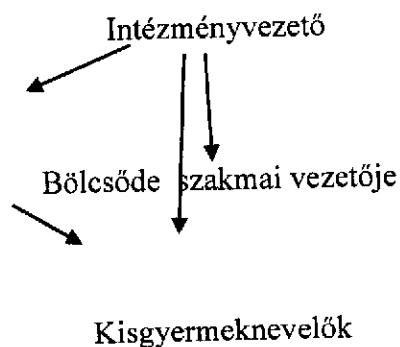 Intézményvezető
Bölcsőde szakmai vezetője
Kisgyermeknevelők